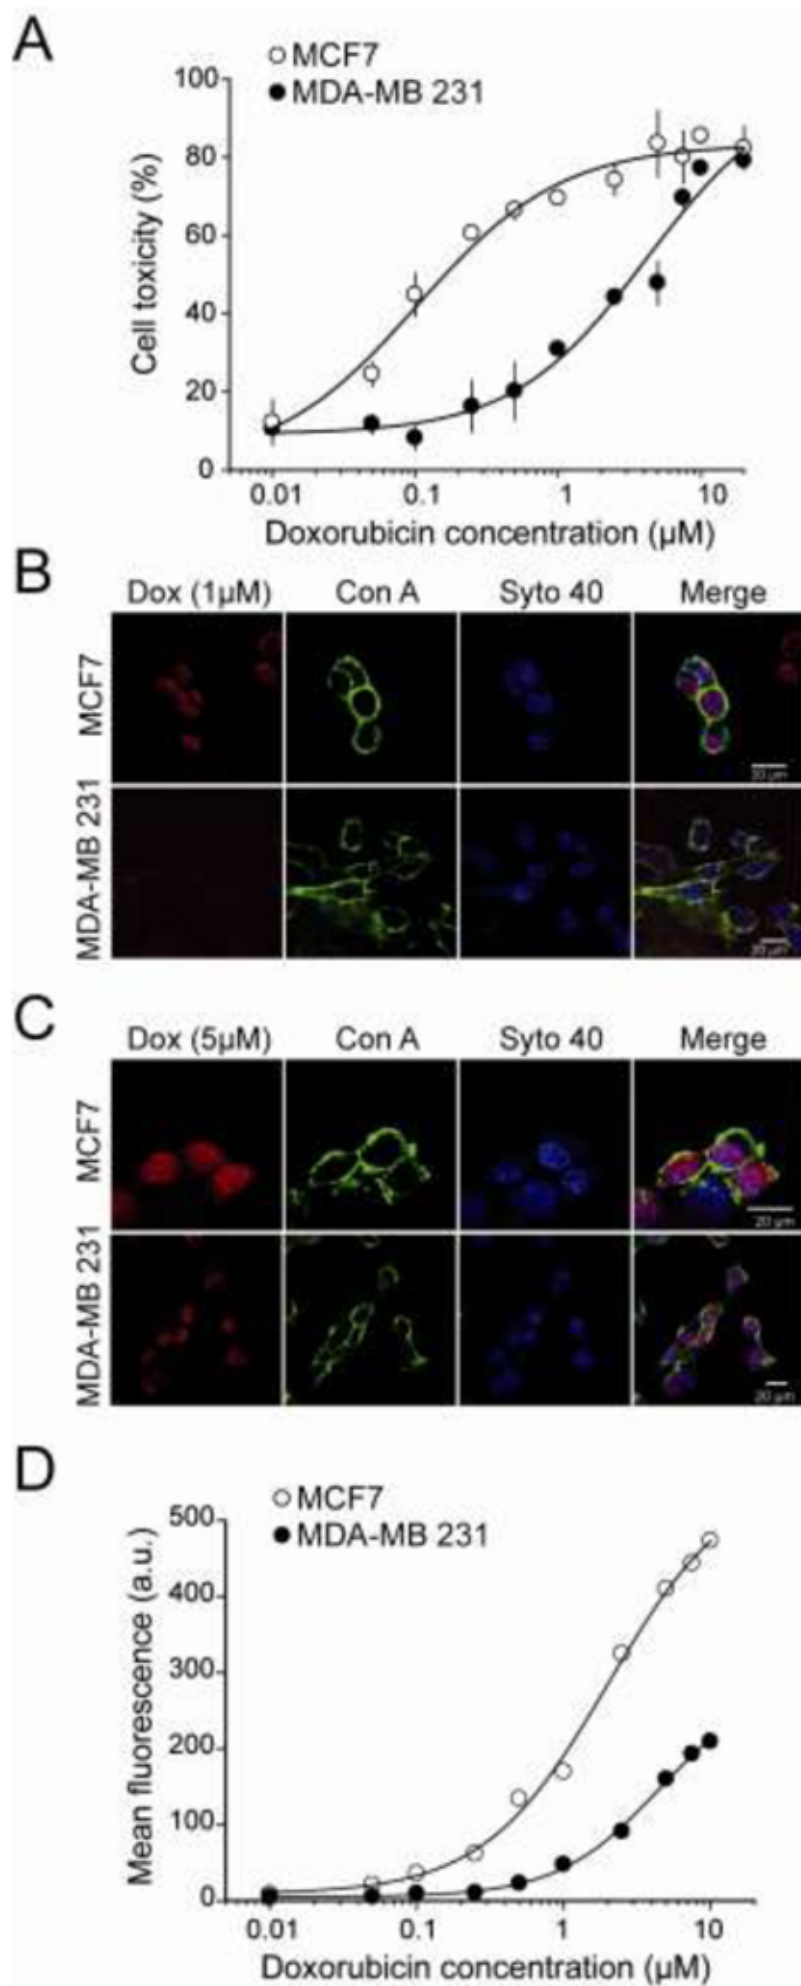 A
MCF7
MDA-MB 231
100
80
60
40
20
0
Cell toxicity (%)
0.01 0.1 1 10
Doxorubicin concentration (µM)
B
Dox (1µM) Con A Syto 40 Merge
MCF7
MDA-MB 231
C
Dox (5µM) Con A Syto 40 Merge
MCF7
20 µm
MDA-MB 231
20 µm
D
MCF7
MDA-MB 231
500
400
300
200
100
0
Mean fluorescence (a.u.)
0.01 0.1 1 10
Doxorubicin concentration (µM)